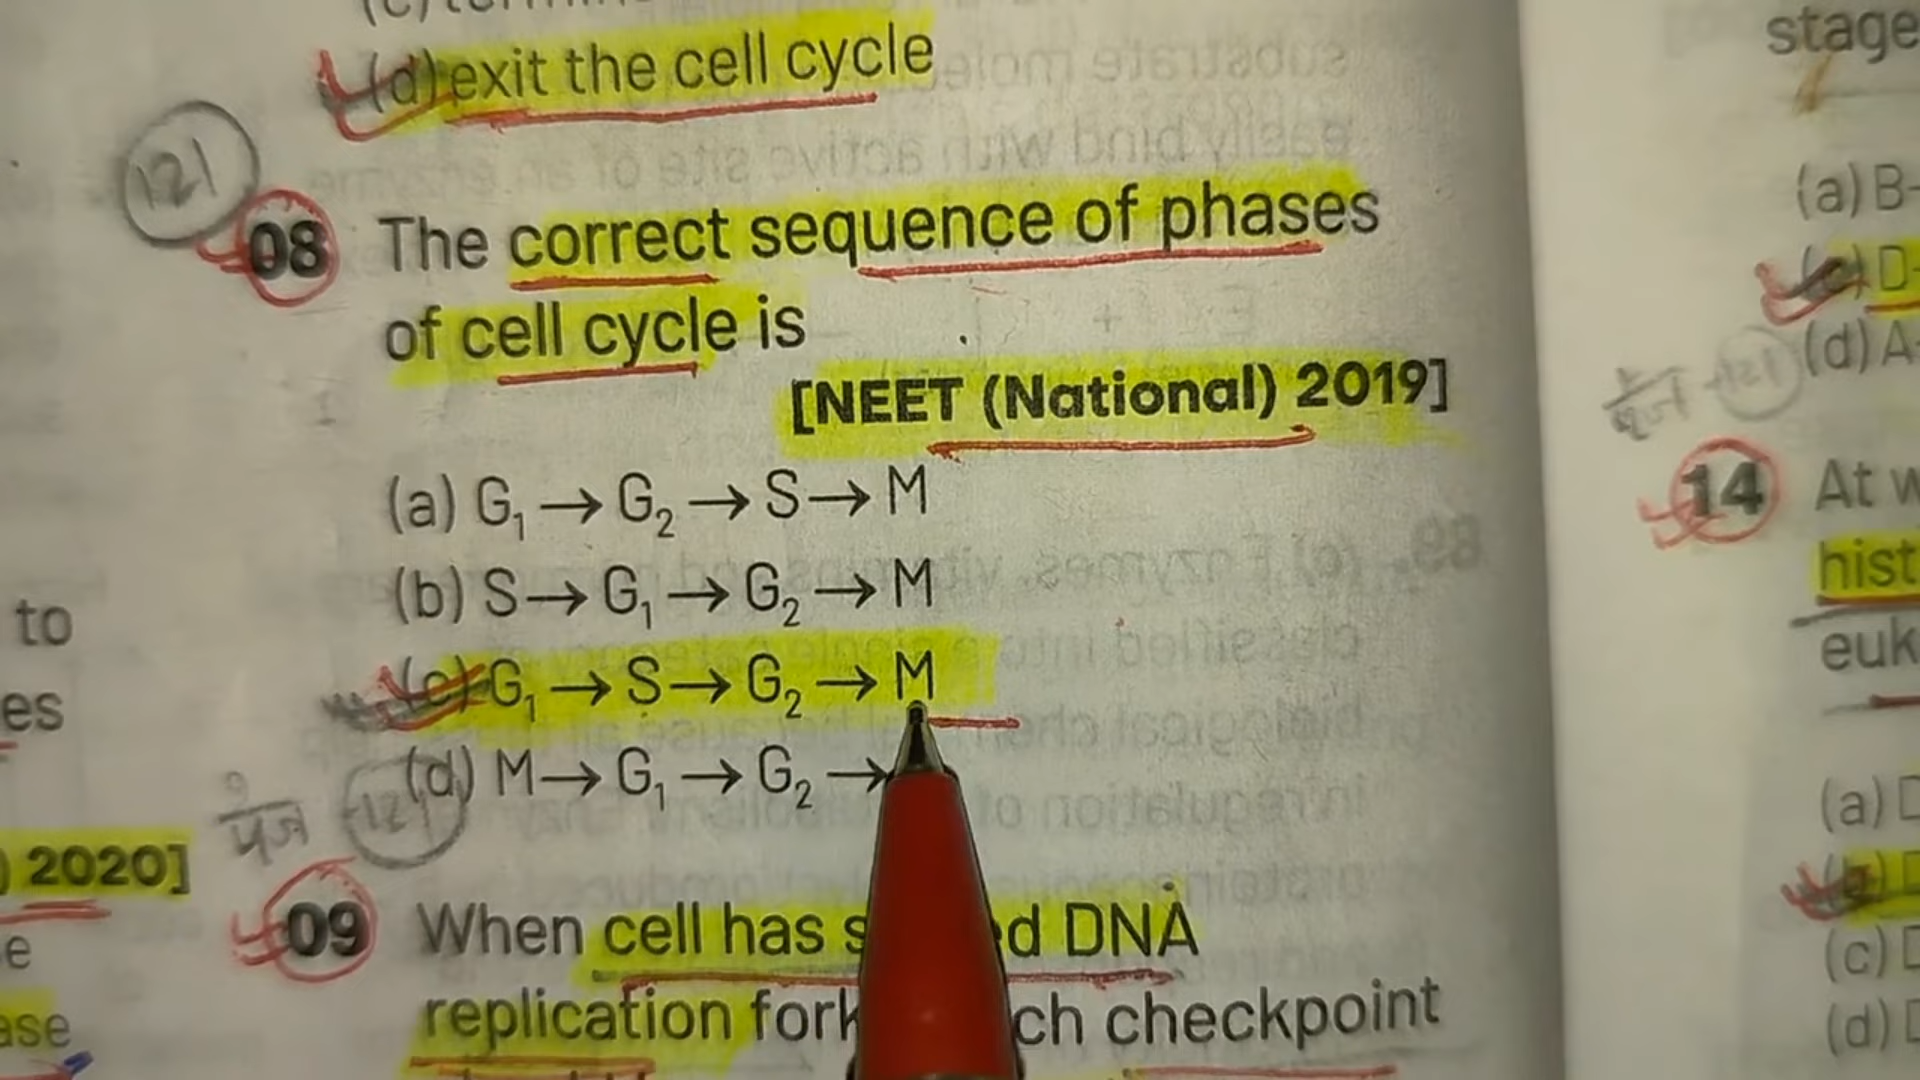 (d) exit the cell cycle
121
08 The correct sequence of phases
of cell cycle is
[NEET (National) 2019]
(a) G₁ → G₂ → S → M
(b) S → G₁ → G₂ → M
(c) G₁ → S → G₂ → M
(d) M → G₁ → G₂ →
पेज 121
09 When cell has DNA
replication fork checkpoint
to
es
2020]
e
ase
stage
(a) B-
(c) D-
(d) A-
14 At w
hist
euk
(a) D
(b) D
(c) D
(d) D